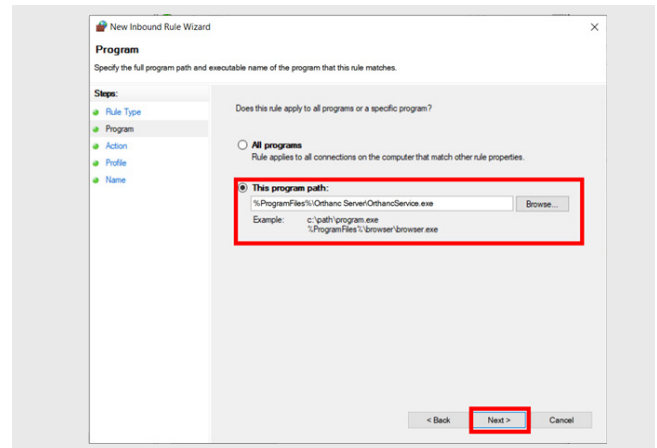 New Inbound Rule Wizard
Program
Specify the full program path and executable name of the program that this rule matches.
Steps:
Rule Type
Program
Action
Profile
Name
Does this rule apply to all programs or a specific program?
All programs
Rule applies to all connections on the computer that match other rule properties.
This program path:
%ProgramFiles%\Orthanc Server\OrthancService.exe
Browse...
Example: c:\path\program.exe
%ProgramFiles%\browser\browser.exe
< Back Next > Cancel